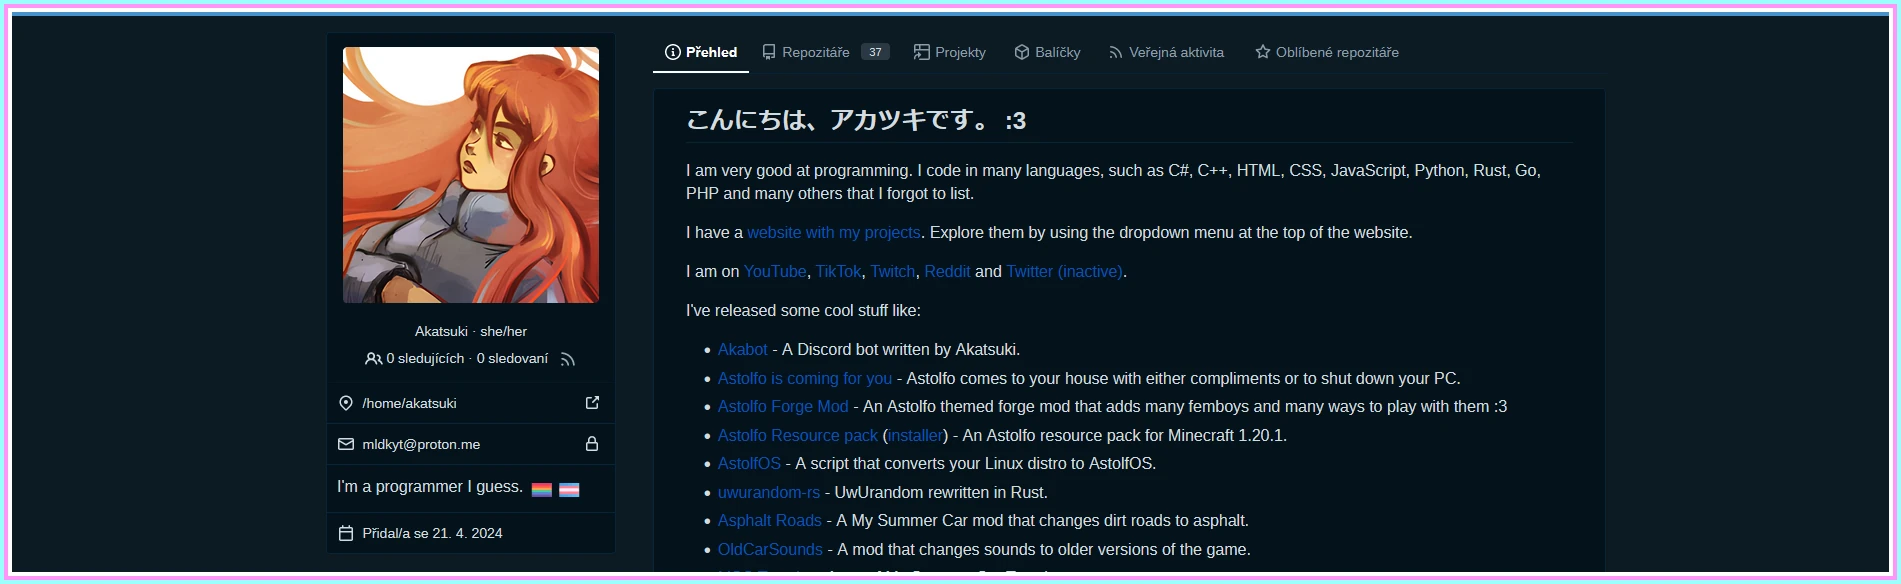 Přehled Repozitáře 37 Projekty Balíčky Veřejná aktivita Oblíbené repozitáře
Akatsuki · she/her
0 sledujících · 0 sledovaní
/home/akatsuki
mldkyt@proton.me
I'm a programmer I guess.
Přidal/a se 21. 4. 2024
こんにちは、アカツキです。 :3
I am very good at programming. I code in many languages, such as C#, C++, HTML, CSS, JavaScript, Python, Rust, Go,
PHP and many others that I forgot to list.
I have a website with my projects. Explore them by using the dropdown menu at the top of the website.
I am on YouTube, TikTok, Twitch, Reddit and Twitter (inactive).
I've released some cool stuff like:
• Akabot - A Discord bot written by Akatsuki.
• Astolfo is coming for you - Astolfo comes to your house with either compliments or to shut down your PC.
• Astolfo Forge Mod - An Astolfo themed forge mod that adds many femboys and many ways to play with them :3
• Astolfo Resource pack (installer) - An Astolfo resource pack for Minecraft 1.20.1.
• AstolfOS - A script that converts your Linux distro to AstolfOS.
• uwurandom-rs - UwUrandom rewritten in Rust.
• Asphalt Roads - A My Summer Car mod that changes dirt roads to asphalt.
• OldCarSounds - A mod that changes sounds to older versions of the game.